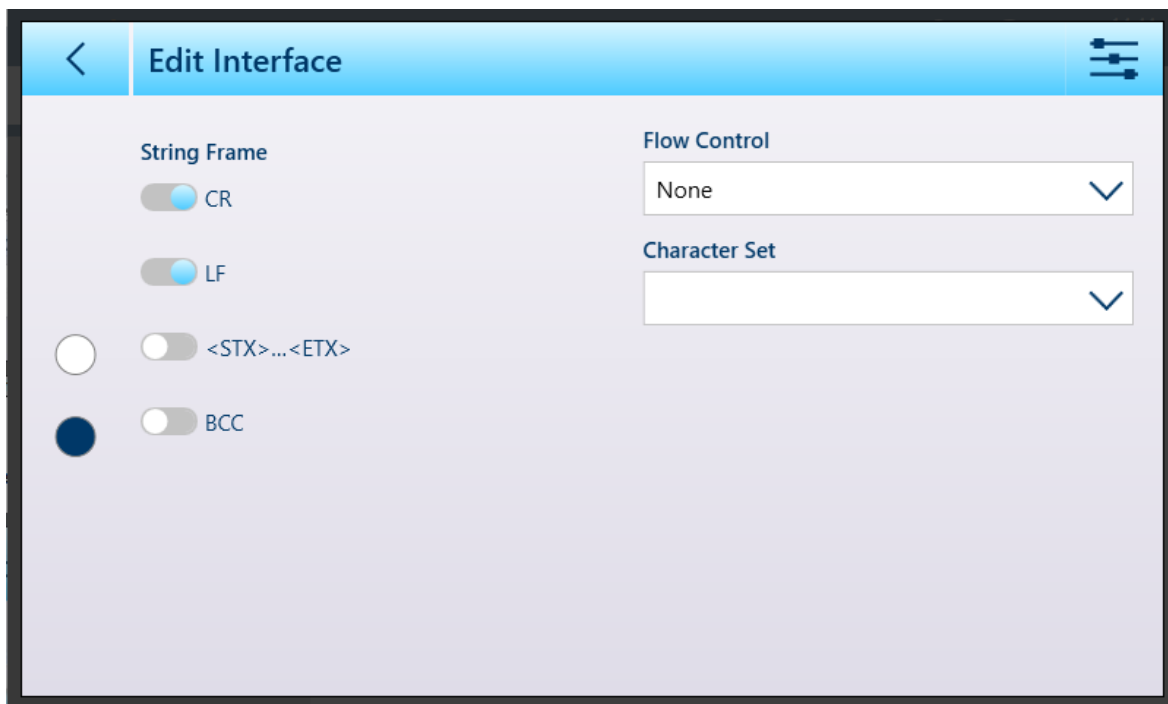 Edit Interface
String Frame
CR
LF
<STX>...<ETX>
BCC
Flow Control
None
Character Set